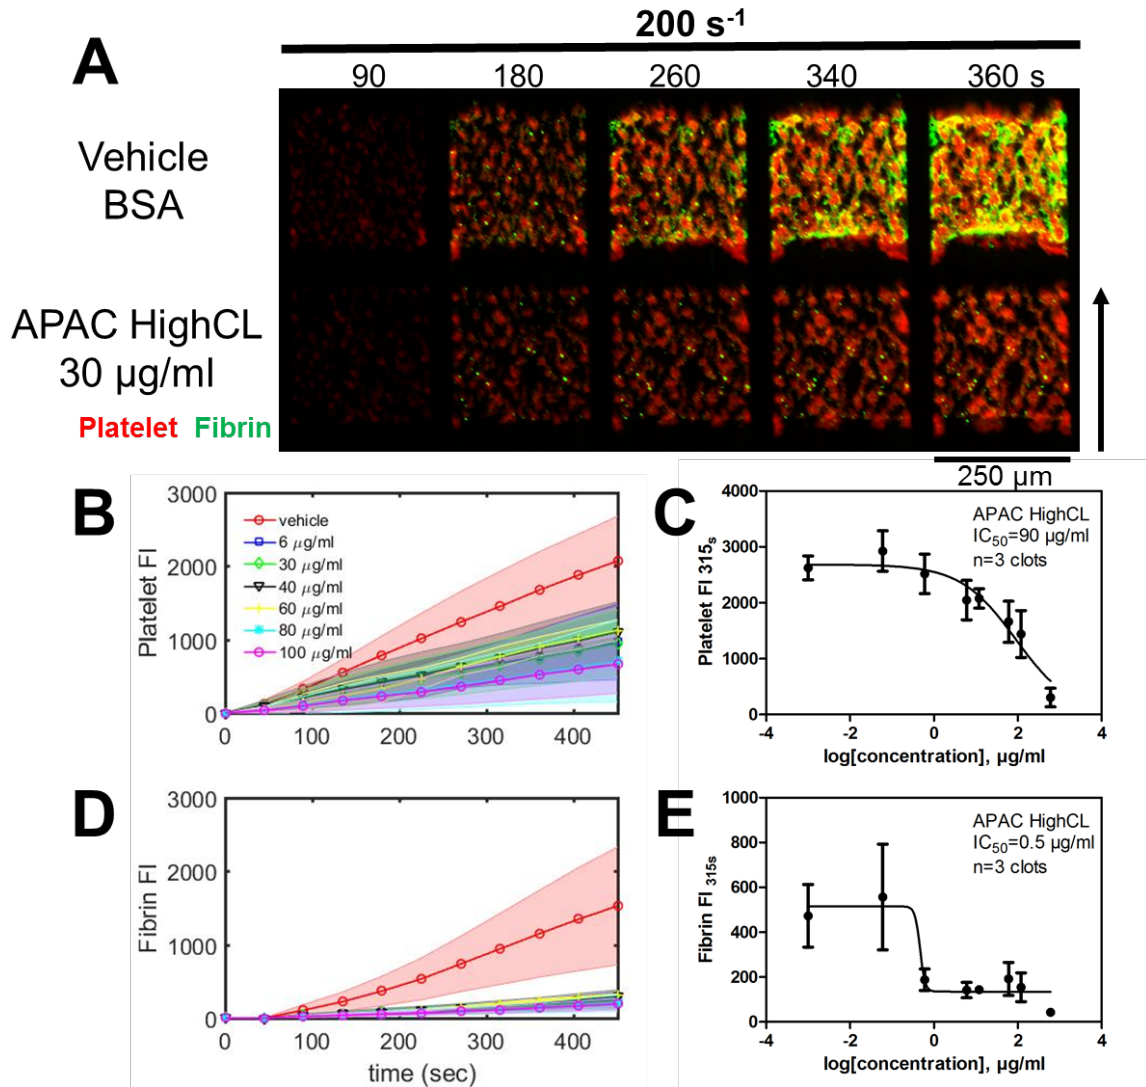 A
200 s-1
90 180 260 340 360 s
Vehicle
BSA
APAC HighCL
30 µg/ml
Platelet Fibrin
250 µm
B
3000
2000
1000
0
Platelet FI
vehicle
6 µg/ml
30 µg/ml
40 µg/ml
60 µg/ml
80 µg/ml
100 µg/ml
0 100 200 300 400
C
4000
3000
2000
1000
0
Platelet FI 315s
APAC HighCL
IC50=90 µg/ml
n=3 clots
-4 -2 0 2 4
log[concentration], µg/ml
D
3000
2000
1000
0
Fibrin FI
0 100 200 300 400
time (sec)
E
1000
800
600
400
200
0
Fibrin FI 315s
APAC HighCL
IC50=0.5 µg/ml
n=3 clots
-4 -2 0 2 4
log[concentration], µg/ml